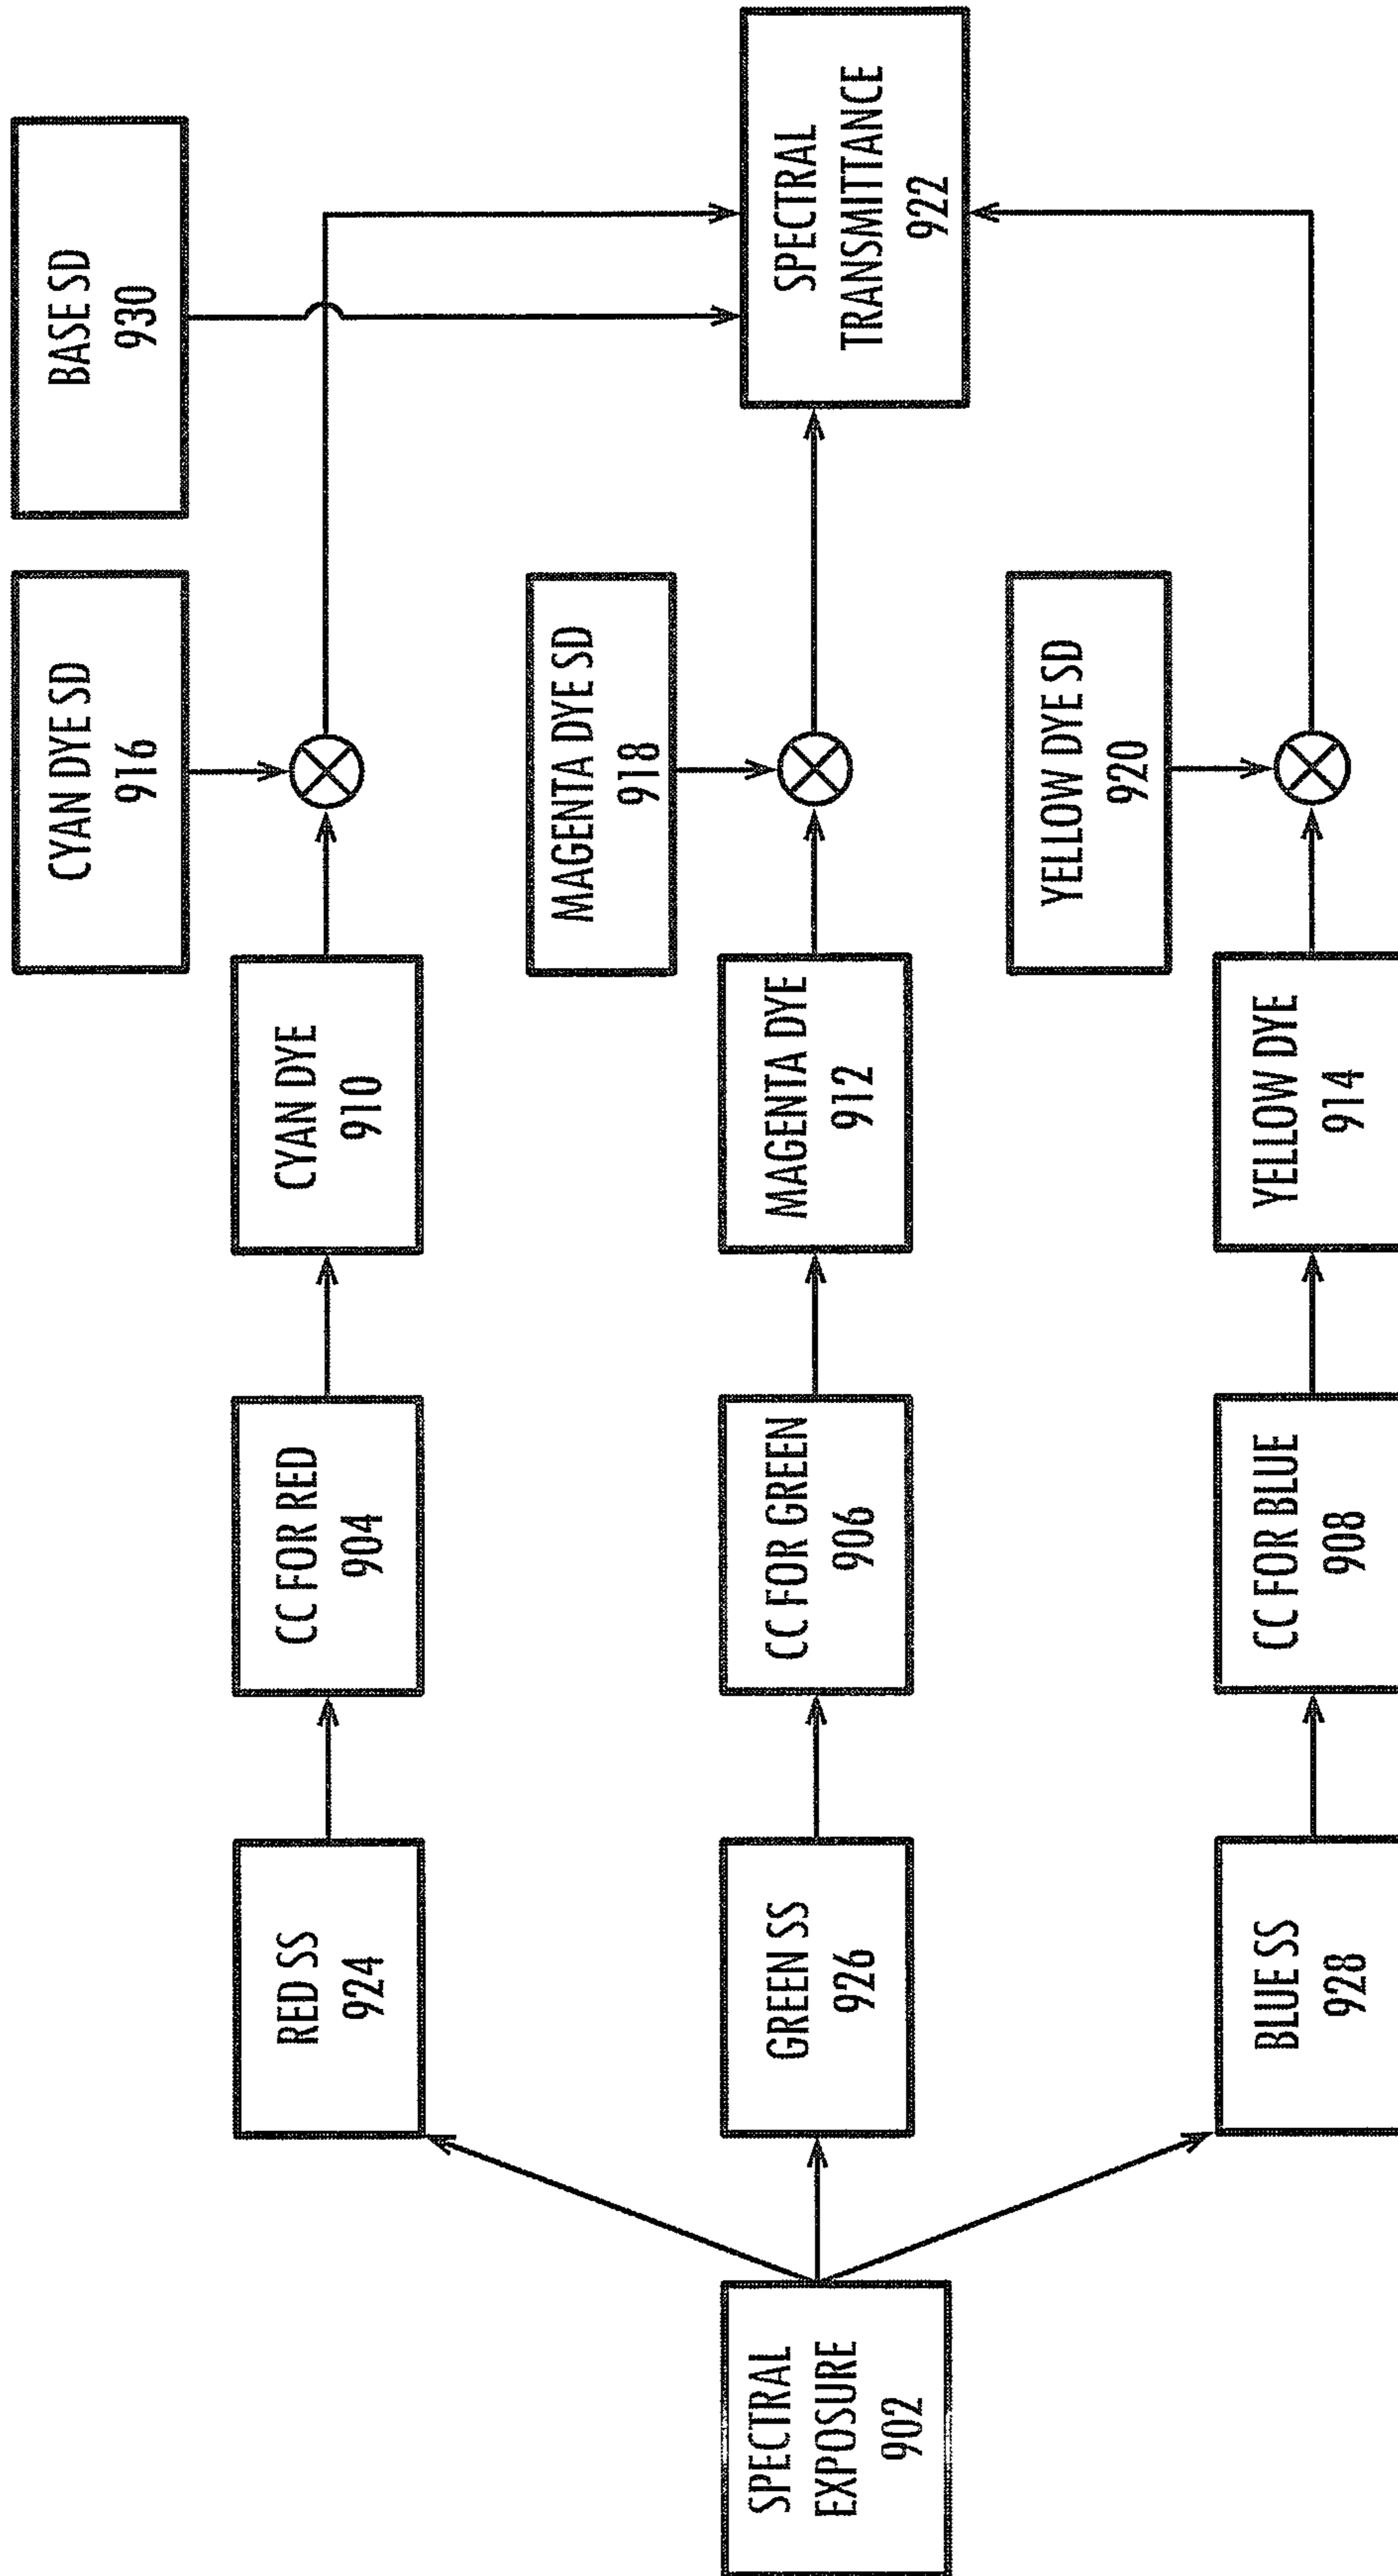 CYAN DYE SD
916
BASE SD
930
RED SS
924
CC FOR RED
904
CYAN DYE
910
MAGENTA DYE SD
918
SPECTRAL
EXPOSURE
902
GREEN SS
926
CC FOR GREEN
906
MAGENTA DYE
912
SPECTRAL
TRANSMITTANCE
922
YELLOW DYE SD
920
BLUE SS
928
CC FOR BLUE
908
YELLOW DYE
914